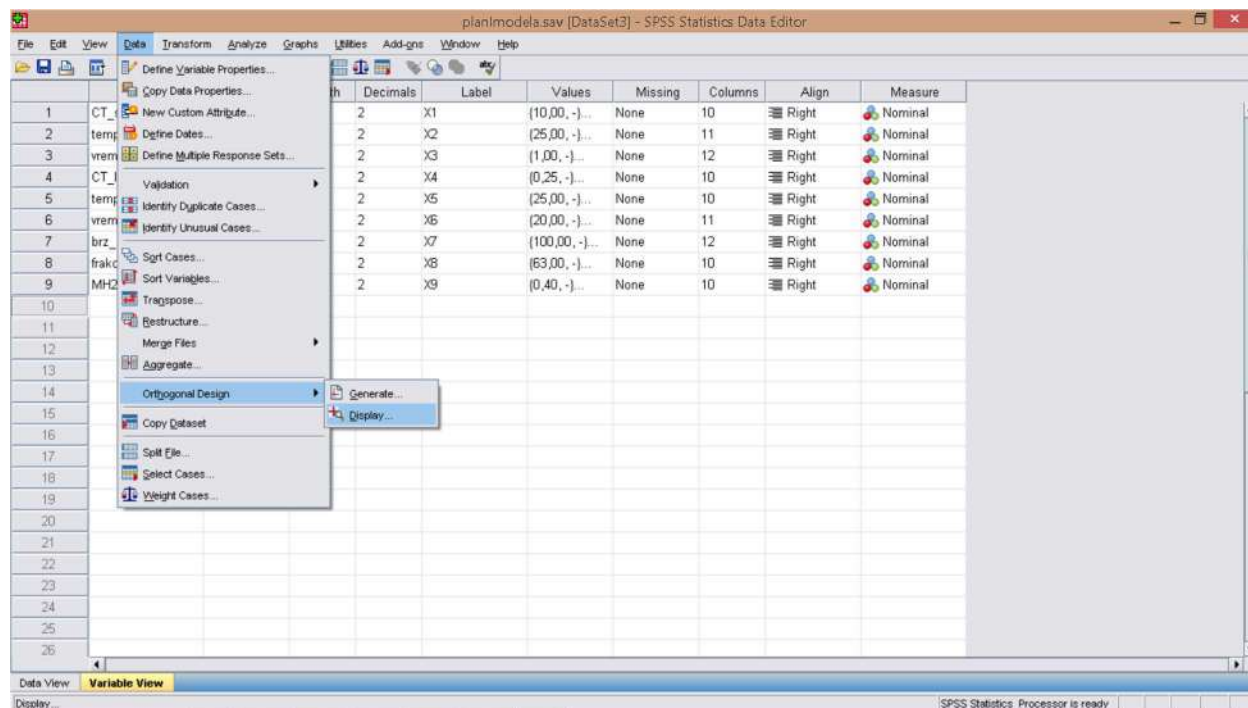 planImodela.sav [DataSet3] - SPSS Statistics Data Editor
File Edit View Data Transform Analyze Graphs Utilities Add-ons Window Help
Define Variable Properties...
Copy Data Properties...
New Custom Attribute...
Define Dates...
Define Multiple Response Sets...
Validation
Identify Duplicate Cases...
Identify Unusual Cases...
Sort Cases...
Sort Variables...
Transpose...
Restructure...
Merge Files
Aggregate...
Orthogonal Design
Copy Dataset
Split File...
Select Cases...
Weight Cases...
Generate...
Display...
th Decimals Label Values Missing Columns Align Measure
1 CT_ 2 X1 {10,00, -}... None 10 Right Nominal
2 temp 2 X2 {25,00, -}... None 11 Right Nominal
3 vrem 2 X3 {1,00, -}... None 12 Right Nominal
4 CT_ 2 X4 {0,25, -}... None 10 Right Nominal
5 temp 2 X5 {25,00, -}... None 10 Right Nominal
6 vrem 2 X6 {20,00, -}... None 11 Right Nominal
7 brz_ 2 X7 {100,00, -}... None 12 Right Nominal
8 frakc 2 X8 {63,00, -}... None 10 Right Nominal
9 MH2 2 X9 {0,40, -}... None 10 Right Nominal
10
11
12
13
14
15
16
17
18
19
20
21
22
23
24
25
26
Data View Variable View
Display... SPSS Statistics Processor is ready